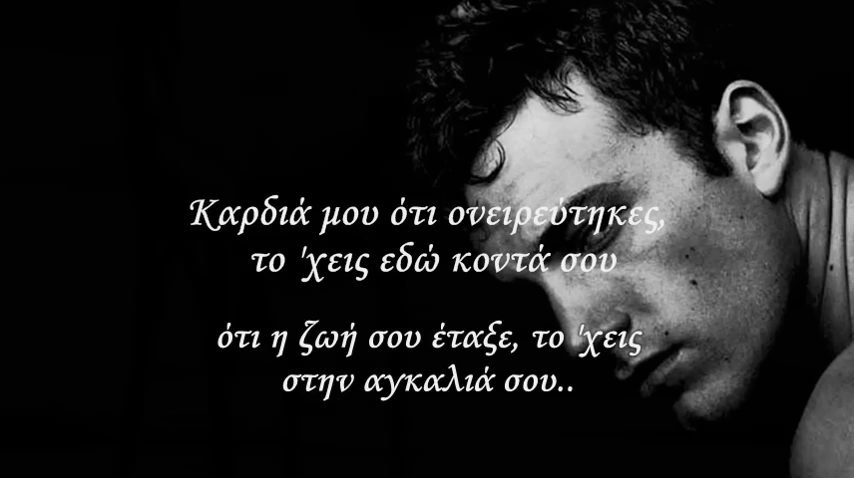 Καρδιά μου ότι ονειρεύτηκες,
το 'χεις εδώ κοντά σου
ότι η ζωή σου έταξε, το 'χεις
στην αγκαλιά σου..